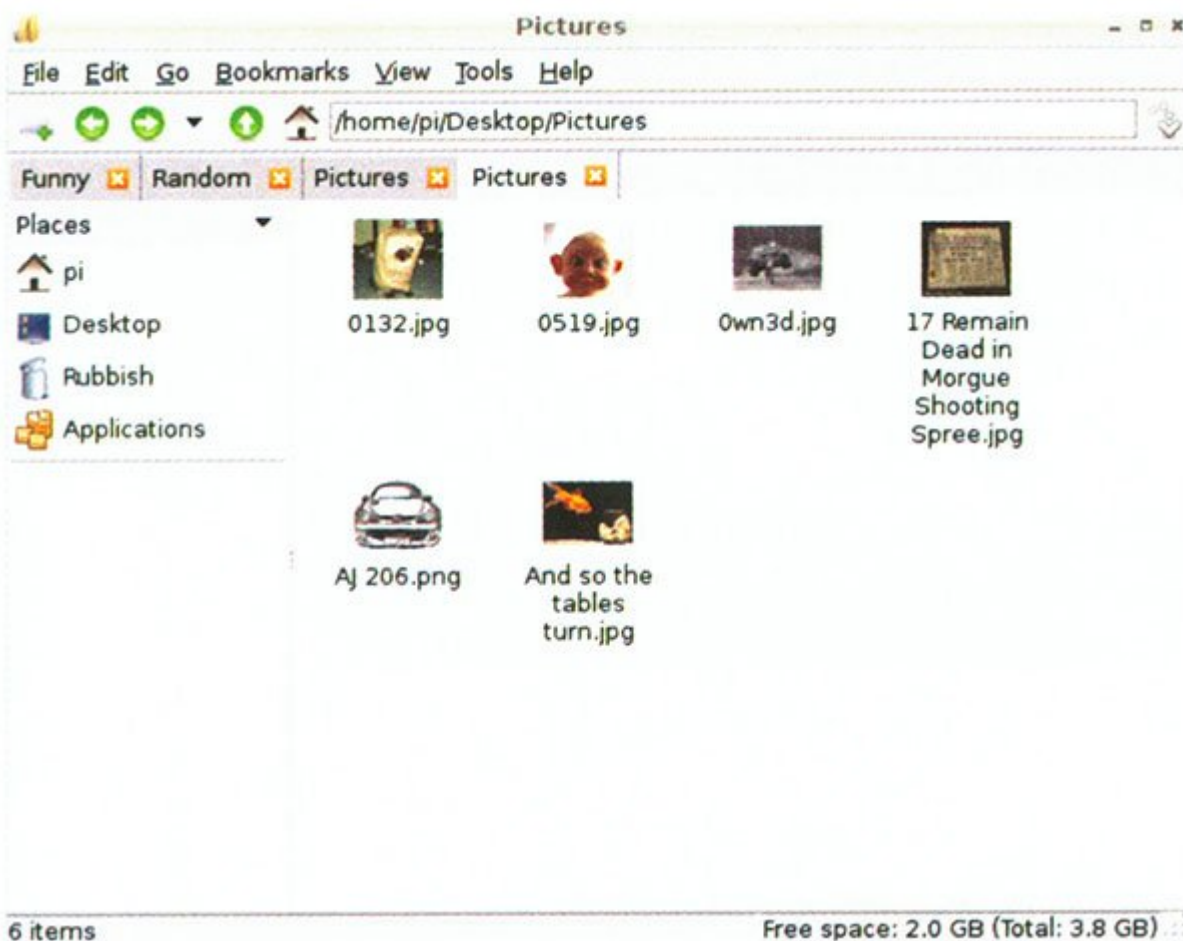 Pictures
File Edit Go Bookmarks View Tools Help
/home/pi/Desktop/Pictures
Funny Random Pictures Pictures
Places
pi
Desktop
Rubbish
Applications
0132.jpg 0519.jpg 0wn3d.jpg 17 Remain
Dead in
Morgue
Shooting
Spree.jpg
AJ 206.png And so the
tables
turn.jpg
6 items Free space: 2.0 GB (Total: 3.8 GB)